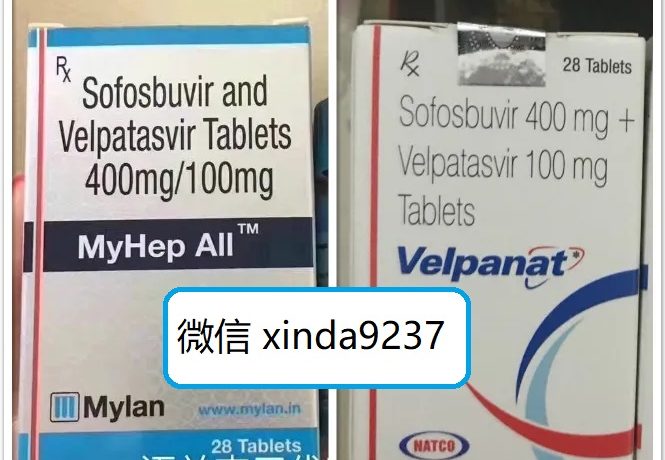 Rx
Sofosbuvir and
Velpatasvir Tablets
400mg/100mg
MyHep All™
Mylan
www.mylan.in
28 Tablets
Rx
28 Tablets
Sofosbuvir 400 mg +
Velpatasvir 100 mg
Tablets
Velpanat*
NATCO
微信 xinda9237